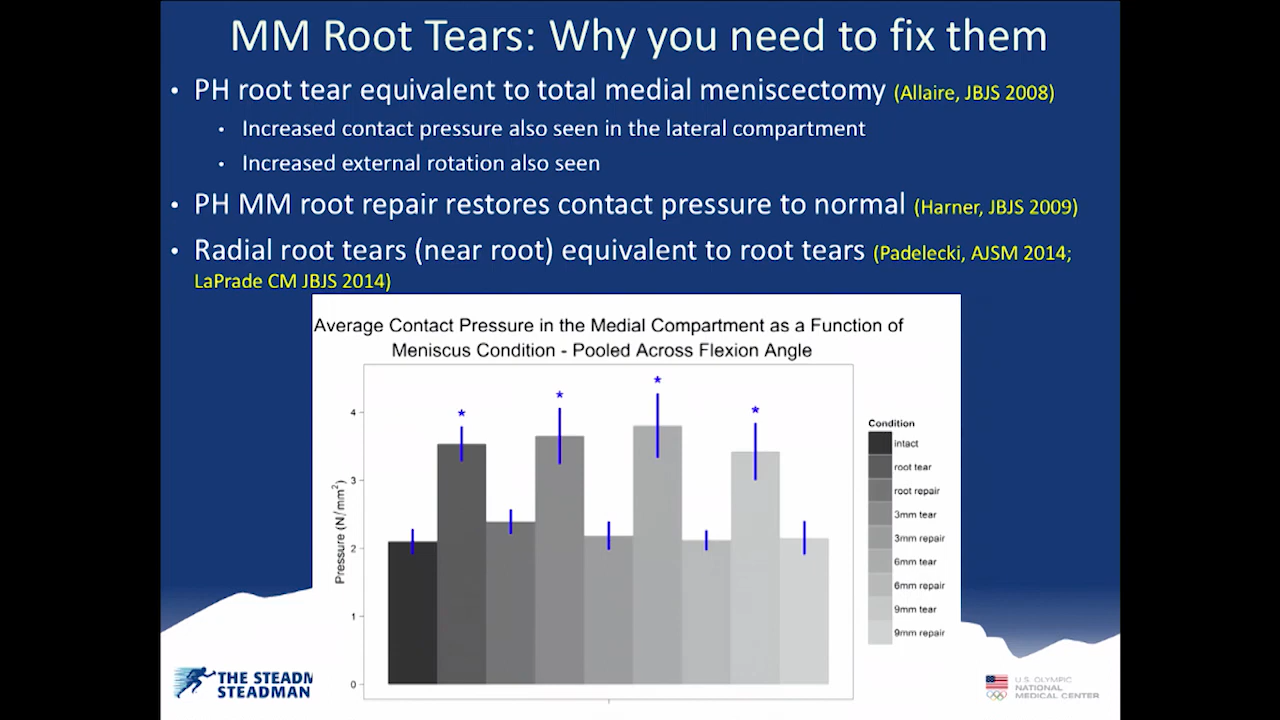 MM Root Tears: Why you need to fix them
• PH root tear equivalent to total medial meniscectomy (Allaire, JBJS 2008)
• Increased contact pressure also seen in the lateral compartment
• Increased external rotation also seen
• PH MM root repair restores contact pressure to normal (Harner, JBJS 2009)
• Radial root tears (near root) equivalent to root tears (Padelecki, AJSM 2014;
LaPrade CM JBJS 2014)
Average Contact Pressure in the Medial Compartment as a Function of
Meniscus Condition - Pooled Across Flexion Angle
Pressure (N/mm²)
4
3
2
1
0
*
*
*
*
Condition
intact
root tear
root repair
3mm tear
3mm repair
6mm tear
6mm repair
9mm tear
9mm repair
THE STEADM
STEADMAN
U.S. OLYMPIC
NATIONAL
MEDICAL CENTER